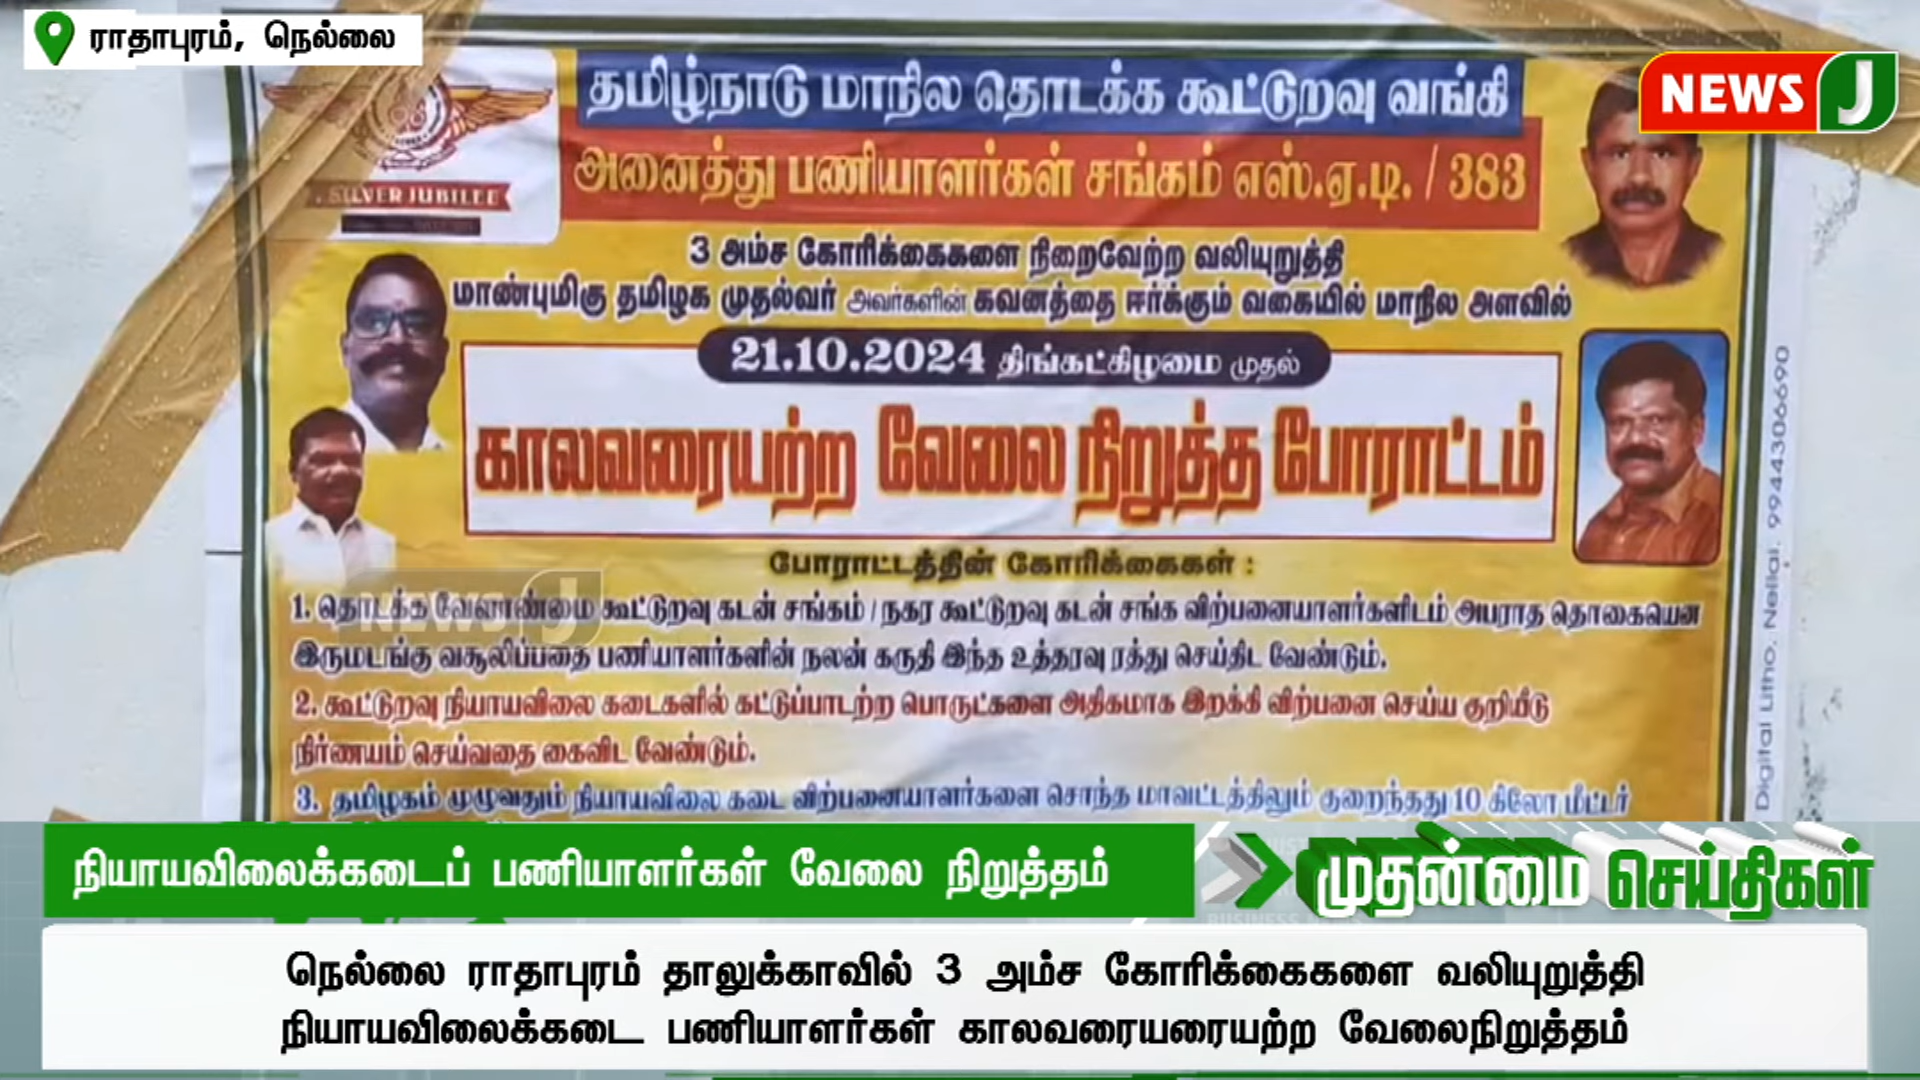 ராதாபுரம், நெல்லை
NEWS J
தமிழ்நாடு மாநில தொடக்க கூட்டுறவு வங்கி
அனைத்து பணியாளர்கள் சங்கம் எஸ்.ஏ.டி. / 383
SILVER JUBILEE
3 அம்ச கோரிக்கைகளை நிறைவேற்ற வலியுறுத்தி
மாண்புமிகு தமிழக முதல்வர் அவர்களின் கவனத்தை ஈர்க்கும் வகையில் மாநில அளவில்
21.10.2024 திங்கட்கிழமை முதல்
காலவரையற்ற வேலை நிறுத்த போராட்டம்
போராட்டத்தின் கோரிக்கைகள் :
1. தொடக்க வேளாண்மை கூட்டுறவு கடன் சங்கம் / நகர கூட்டுறவு கடன் சங்க விற்பனையாளர்களிடம் அபராத தொகையென
இருமடங்கு வசூலிப்பதை பணியாளர்களின் நலன் கருதி இந்த உத்தரவு ரத்து செய்திட வேண்டும்.
2. கூட்டுறவு நியாயவிலை கடைகளில் கட்டுப்பாடற்ற பொருட்களை அதிகமாக இறக்கி விற்பனை செய்ய குறியீடு
நிர்ணயம் செய்வதை கைவிட வேண்டும்.
3. தமிழகம் முழுவதும் நியாயவிலை கடை விற்பனையாளர்களை சொந்த மாவட்டத்திலும் குறைந்தது 10 கிலோ மீட்டர்
Digital Litho, Nellai. 9944306690
NEWS J
நியாயவிலைக்கடைப் பணியாளர்கள் வேலை நிறுத்தம்
முதன்மை செய்திகள்
நெல்லை ராதாபுரம் தாலுக்காவில் 3 அம்ச கோரிக்கைகளை வலியுறுத்தி
நியாயவிலைக்கடை பணியாளர்கள் காலவரையரையற்ற வேலைநிறுத்தம்